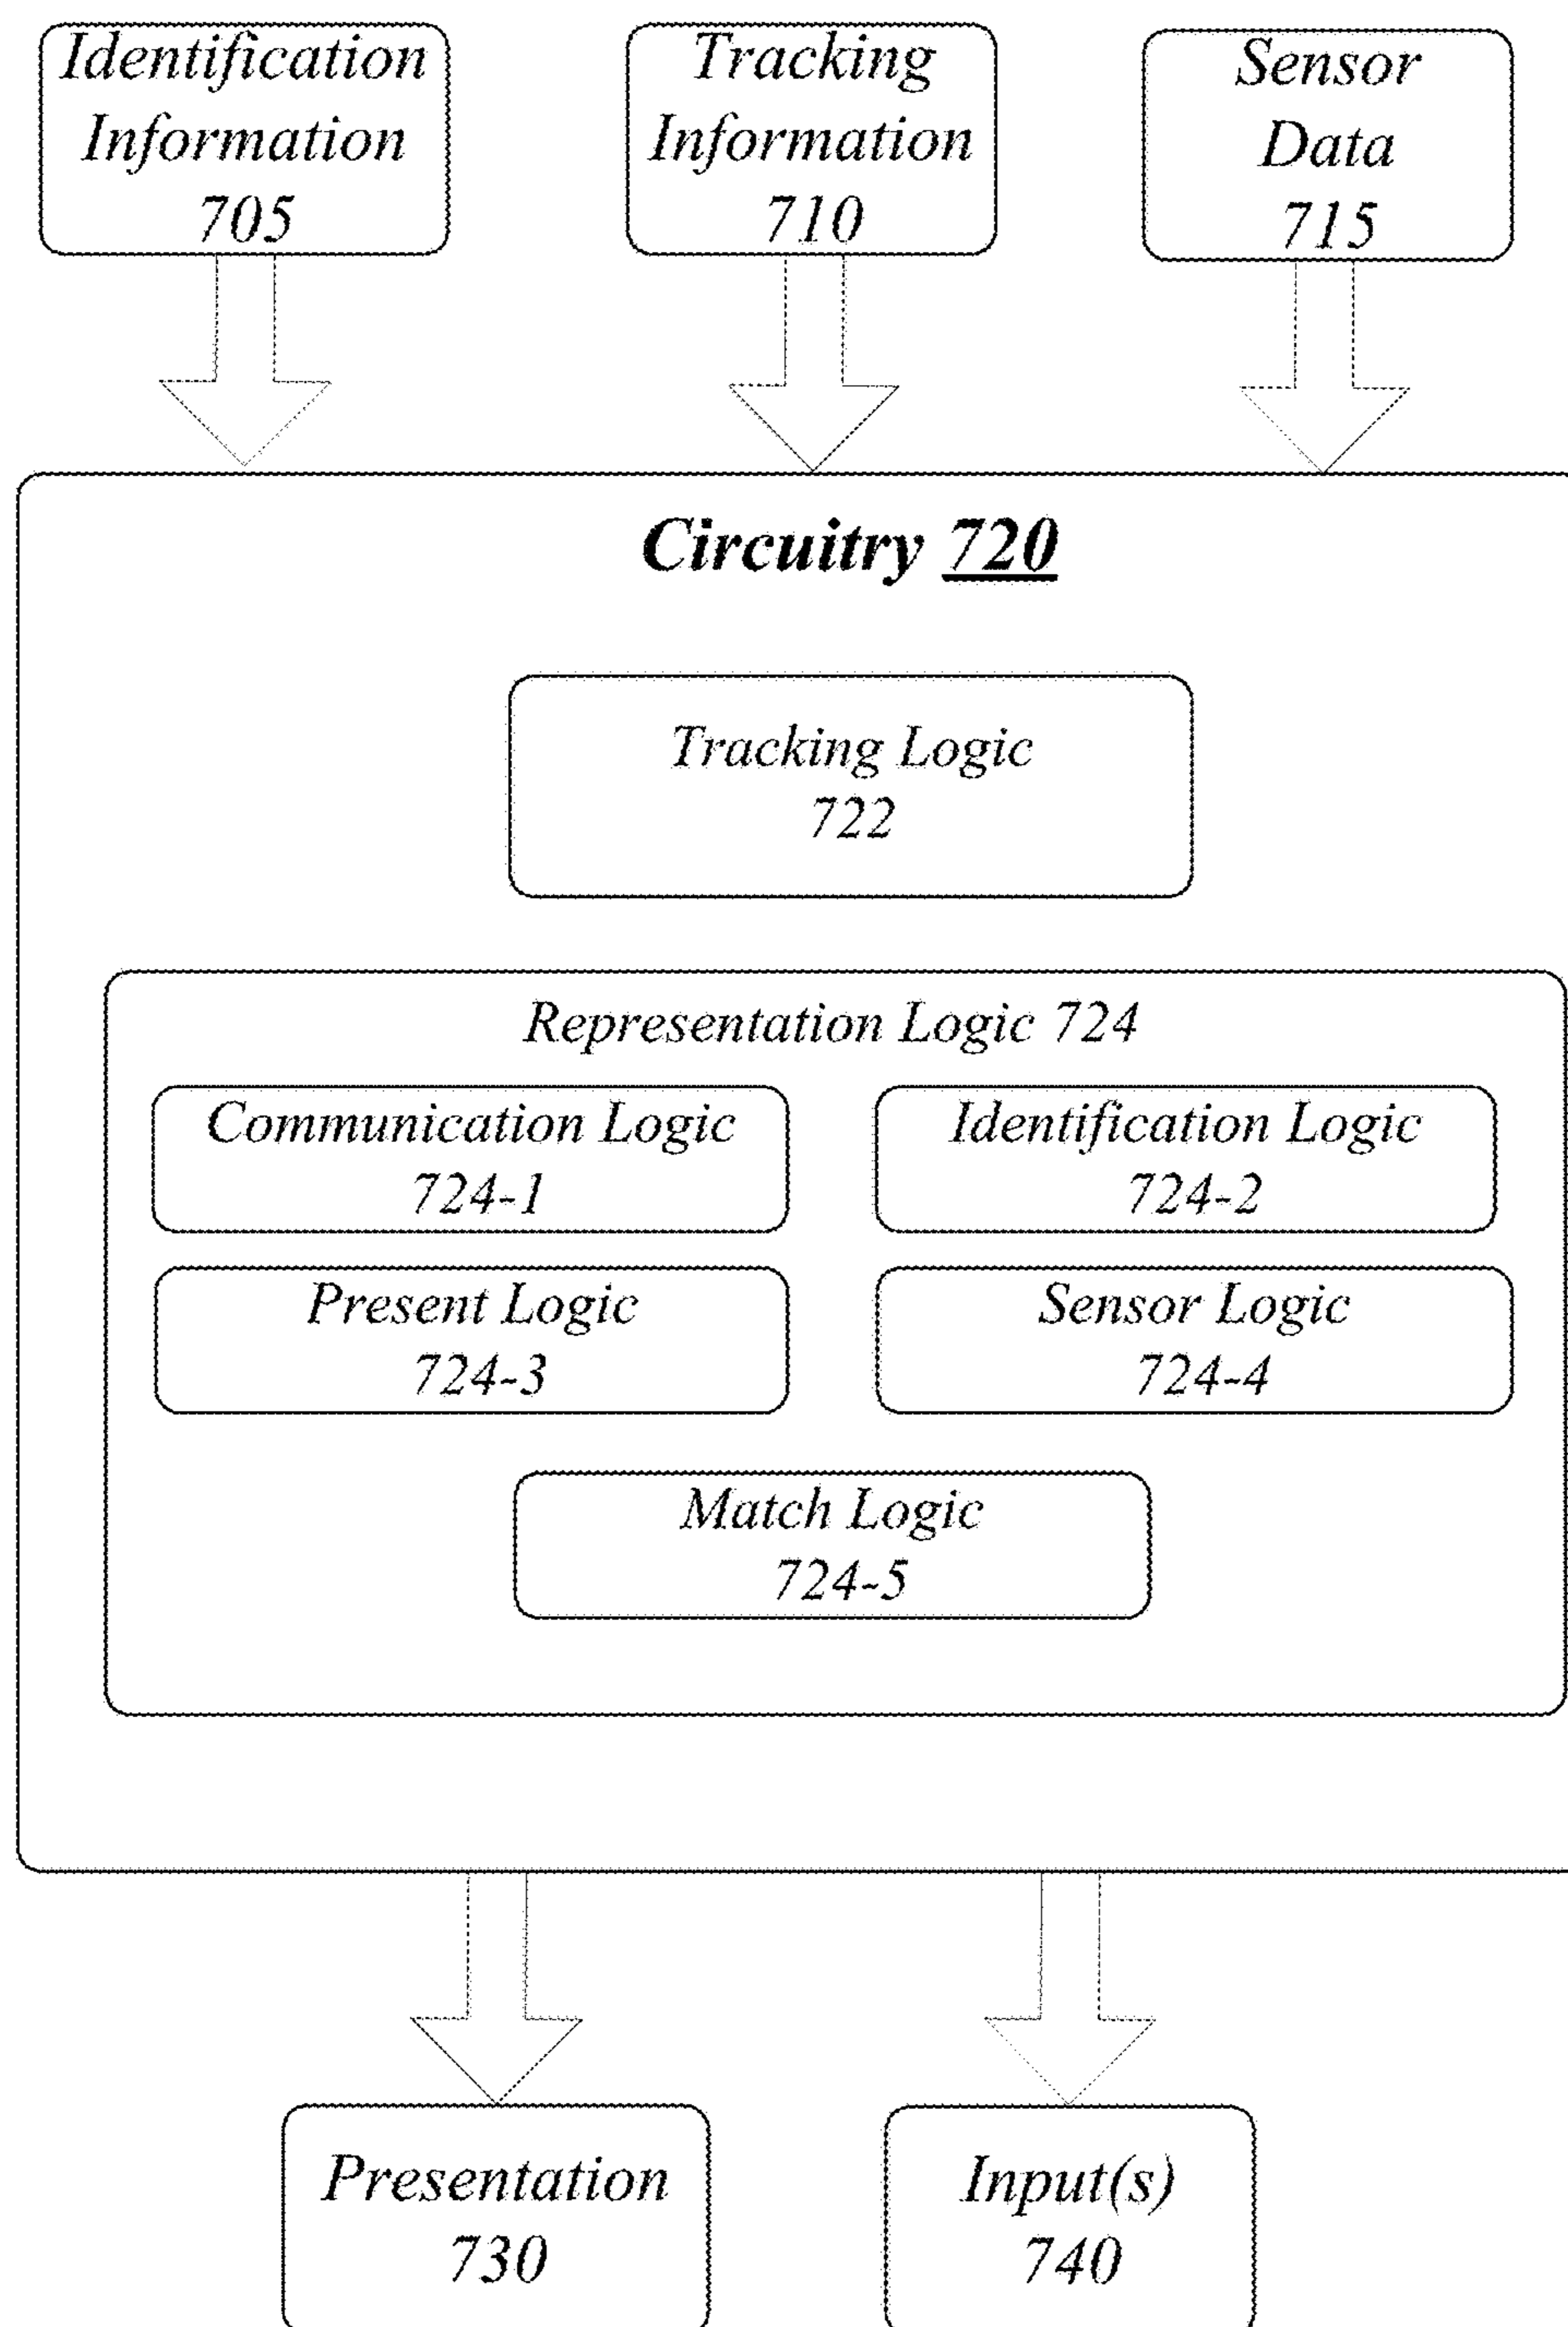 Identification
Information
705
Tracking
Information
710
Sensor
Data
715
Circuitry 720
Tracking Logic
722
Representation Logic 724
Communication Logic
724-1
Identification Logic
724-2
Present Logic
724-3
Sensor Logic
724-4
Match Logic
724-5
Presentation
730
Input(s)
740